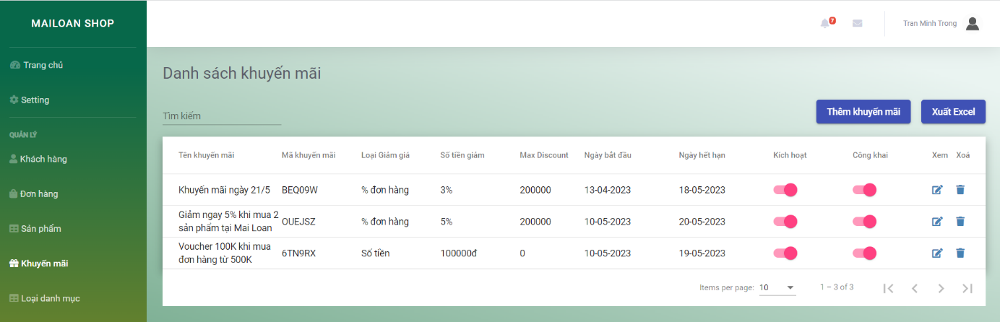 MAILOAN SHOP
7
Tran Minh Trong
Trang chủ
Setting
QUẢN LÝ
Khách hàng
Đơn hàng
Sản phẩm
Khuyến mãi
Loại danh mục
Danh sách khuyến mãi
Tìm kiếm
Thêm khuyến mãi Xuất Excel
Tên khuyến mãi Mã khuyến mãi Loại Giảm giá Số tiền giảm Max Discount Ngày bắt đầu Ngày hết hạn Kích hoạt Công khai Xem Xoá
Khuyến mãi ngày 21/5 BEQ09W % đơn hàng 3% 200000 13-04-2023 18-05-2023
Giảm ngay 5% khi mua 2
sản phẩm tại Mai Loan OUEJSZ % đơn hàng 5% 200000 10-05-2023 20-05-2023
Voucher 100K khi mua
đơn hàng từ 500K 6TN9RX Số tiền 100000đ 0 10-05-2023 19-05-2023
Items per page: 10 1 – 3 of 3